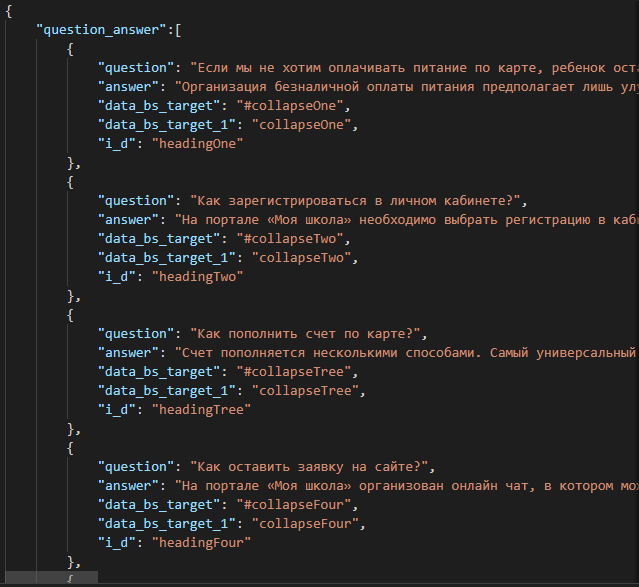 {
"question_answer":[
{
"question": "Если мы не хотим оплачивать питание по карте, ребенок
"answer": "Организация безналичной оплаты питания предполагает лишь
"data_bs_target": "#collapseOne",
"data_bs_target_1": "collapseOne",
"i_d": "headingOne"
},
{
"question": "Как зарегистрироваться в личном кабинете?",
"answer": "На портале «Моя школа» необходимо выбрать регистрацию в
"data_bs_target": "#collapseTwo",
"data_bs_target_1": "collapseTwo",
"i_d": "headingTwo"
},
{
"question": "Как пополнить счет по карте?",
"answer": "Счет пополняется несколькими способами. Самый универсальный
"data_bs_target": "#collapseTree",
"data_bs_target_1": "collapseTree",
"i_d": "headingTree"
},
{
"question": "Как оставить заявку на сайте?",
"answer": "На портале «Моя школа» организован онлайн чат, в котором
"data_bs_target": "#collapseFour",
"data_bs_target_1": "collapseFour",
"i_d": "headingFour"
},
{